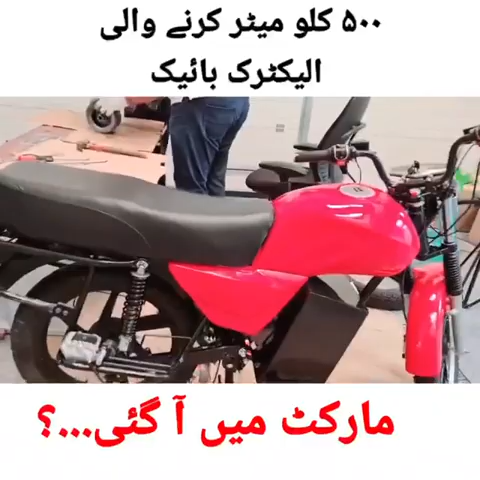 ۵۰۰ کلو میٹر کرنے والی
الیکٹرک بائیک
مارکٹ میں آ گئی...؟